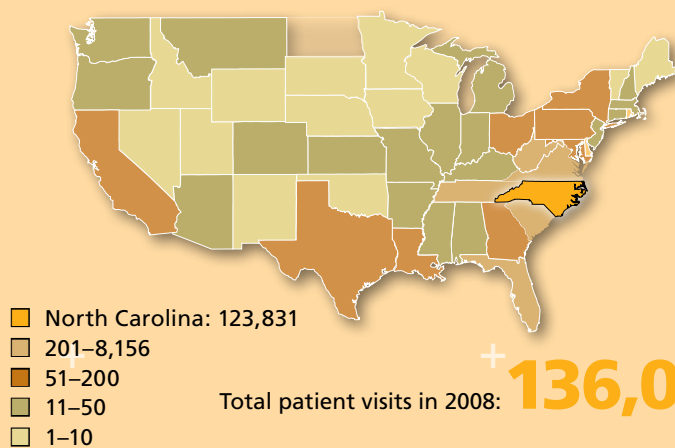 North Carolina: 123,831
201–8,156
51–200
11–50
1–10
Total patient visits in 2008: 136,0